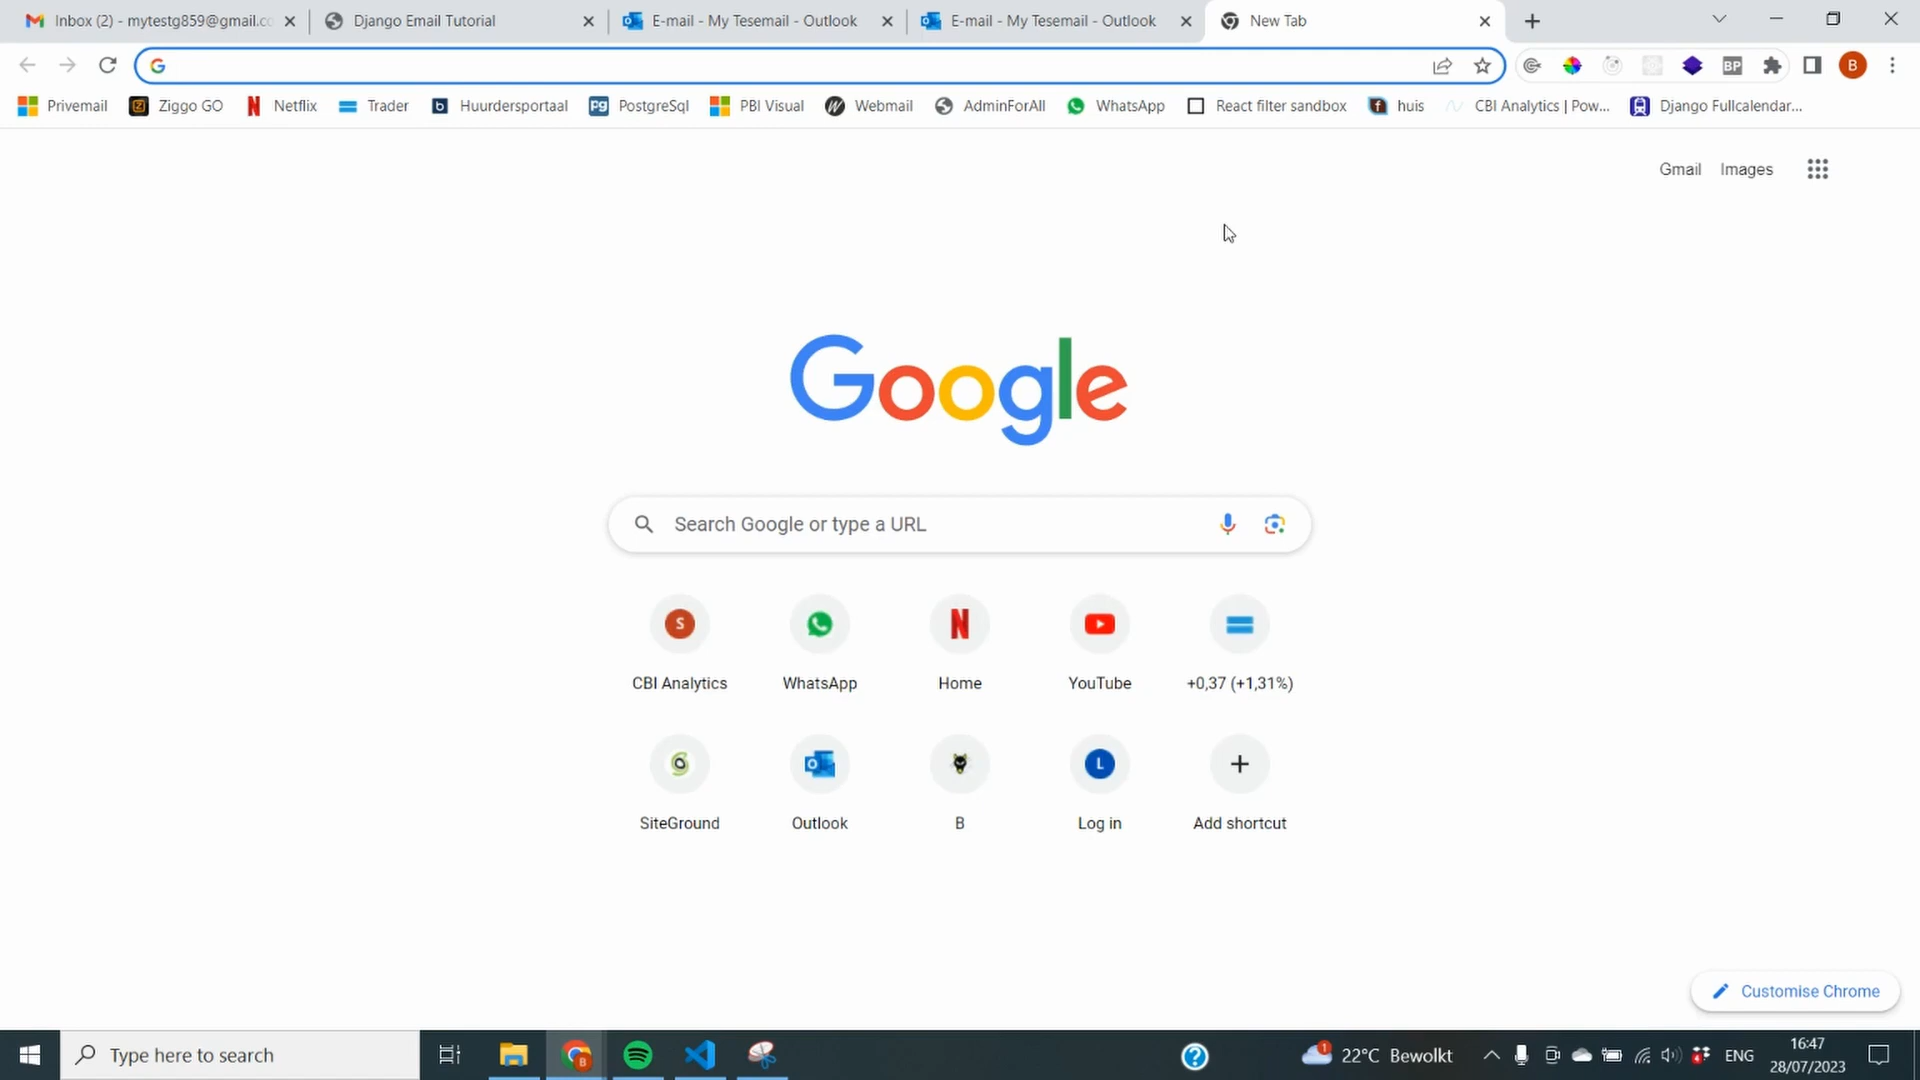 Inbox (2) - mytestg859@gmail.co
Django Email Tutorial
E-mail - My Tesemail - Outlook
E-mail - My Tesemail - Outlook
New Tab
BP
B
Privemail
Ziggo GO
Netflix
Trader
Huurdersportaal
PostgreSql
PBI Visual
Webmail
AdminForAll
WhatsApp
React filter sandbox
huis
CBI Analytics | Pow...
Django Fullcalendar...
Gmail
Images
Google
Search Google or type a URL
S
CBI Analytics
WhatsApp
Home
YouTube
+0,37 (+1,31%)
SiteGround
Outlook
B
L
Log in
Add shortcut
Customise Chrome
Type here to search
22°C Bewolkt
ENG
16:47
28/07/2023